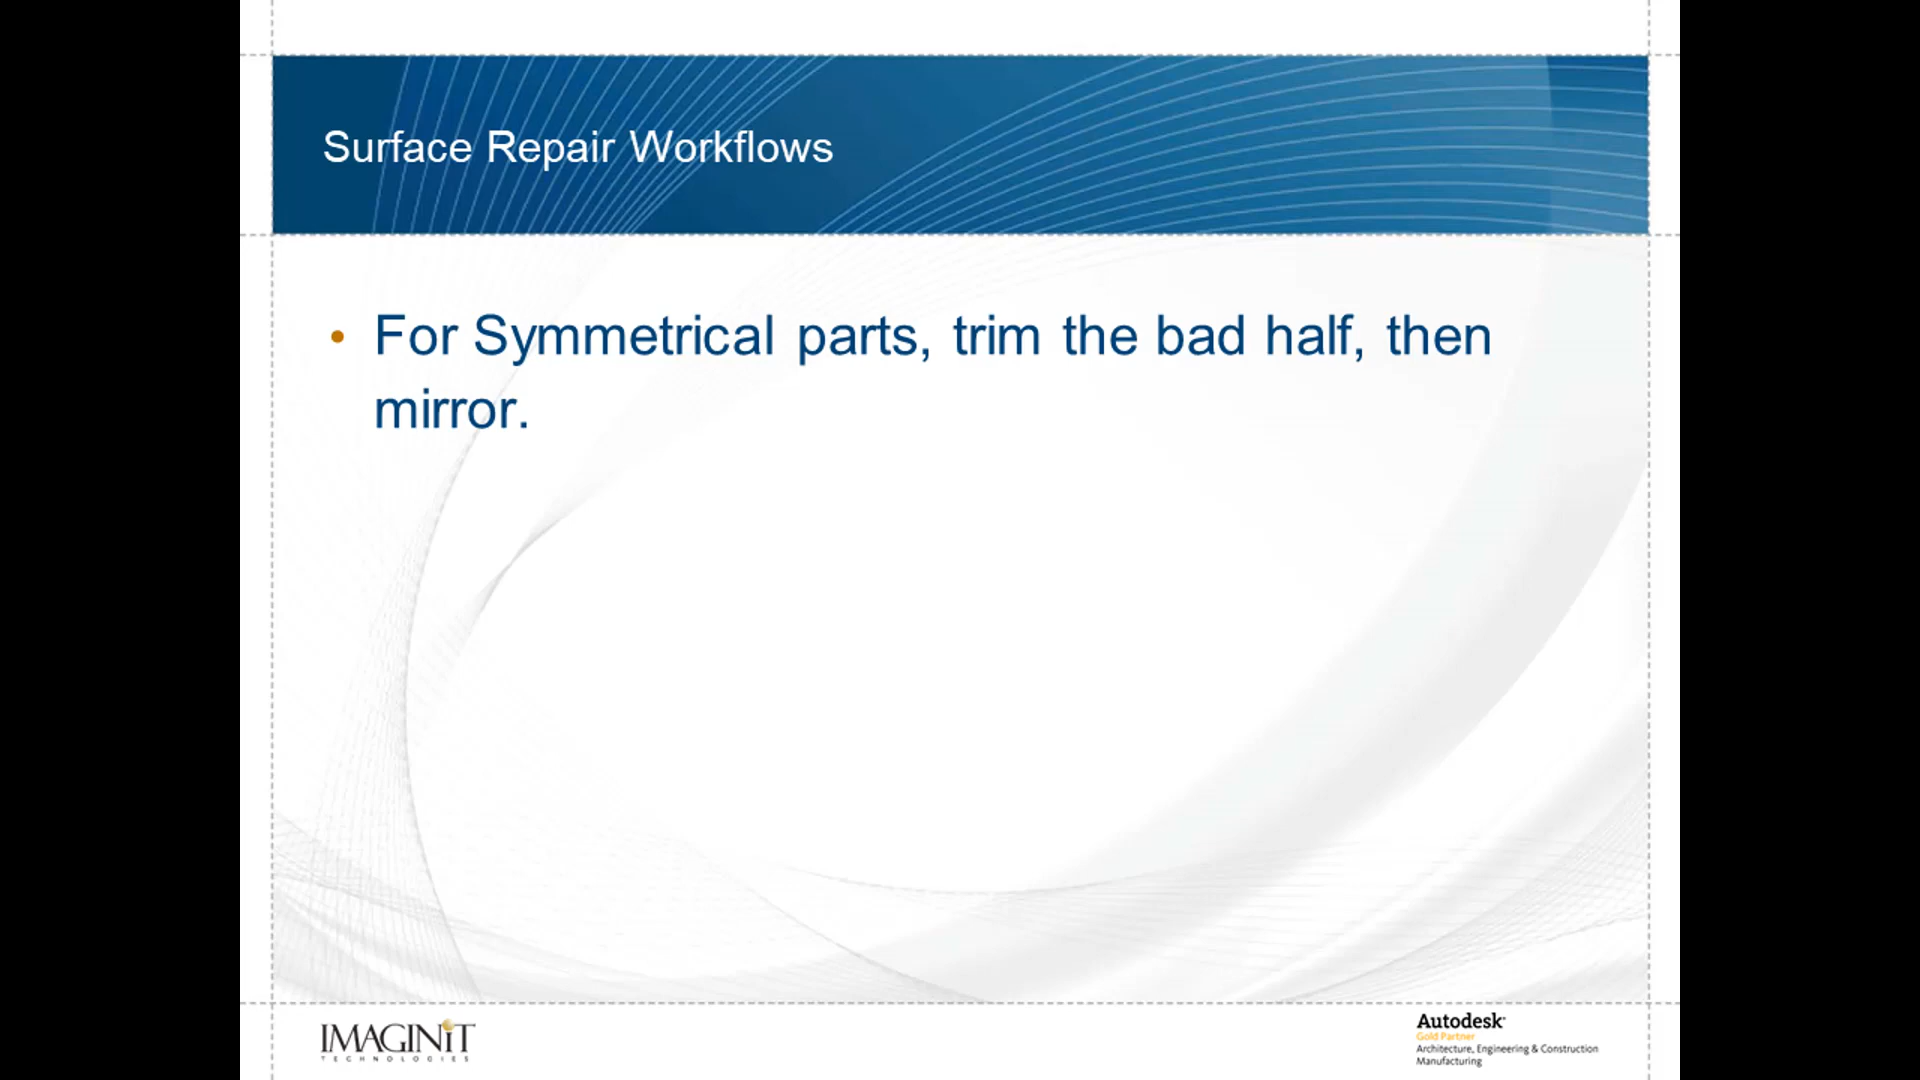 Surface Repair Workflows
• For Symmetrical parts, trim the bad half, then
mirror.
IMAGINiT
TECHNOLOGIES
Autodesk®
Gold Partner
Architecture, Engineering & Construction
Manufacturing